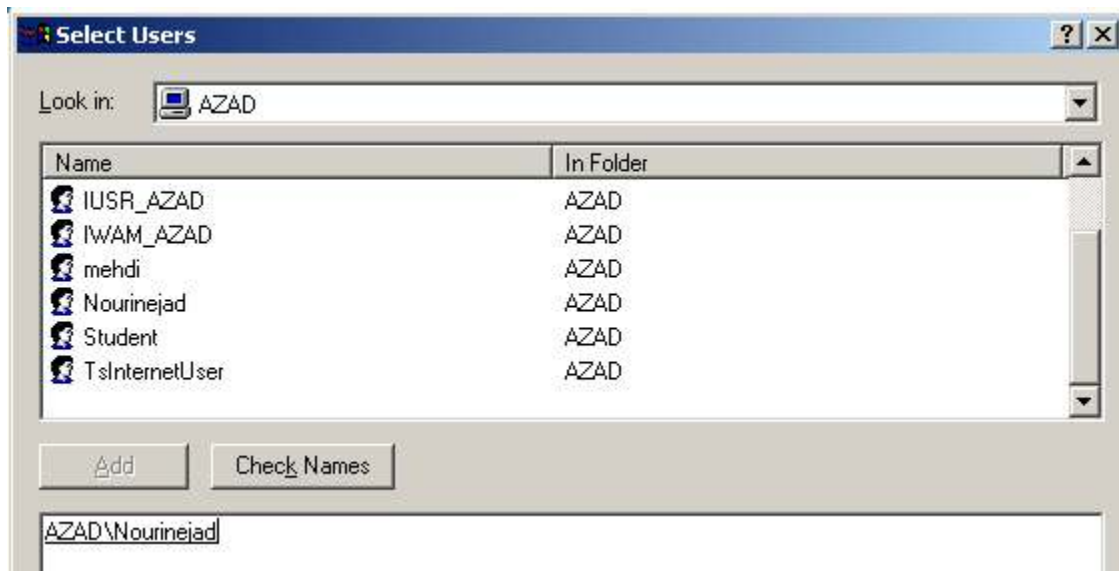 Select Users
Look in: AZAD
Name In Folder
IUSR_AZAD AZAD
IWAM_AZAD AZAD
mehdi AZAD
Nourinejad AZAD
Student AZAD
TsInternetUser AZAD
Add Check Names
AZAD\Nourinejad